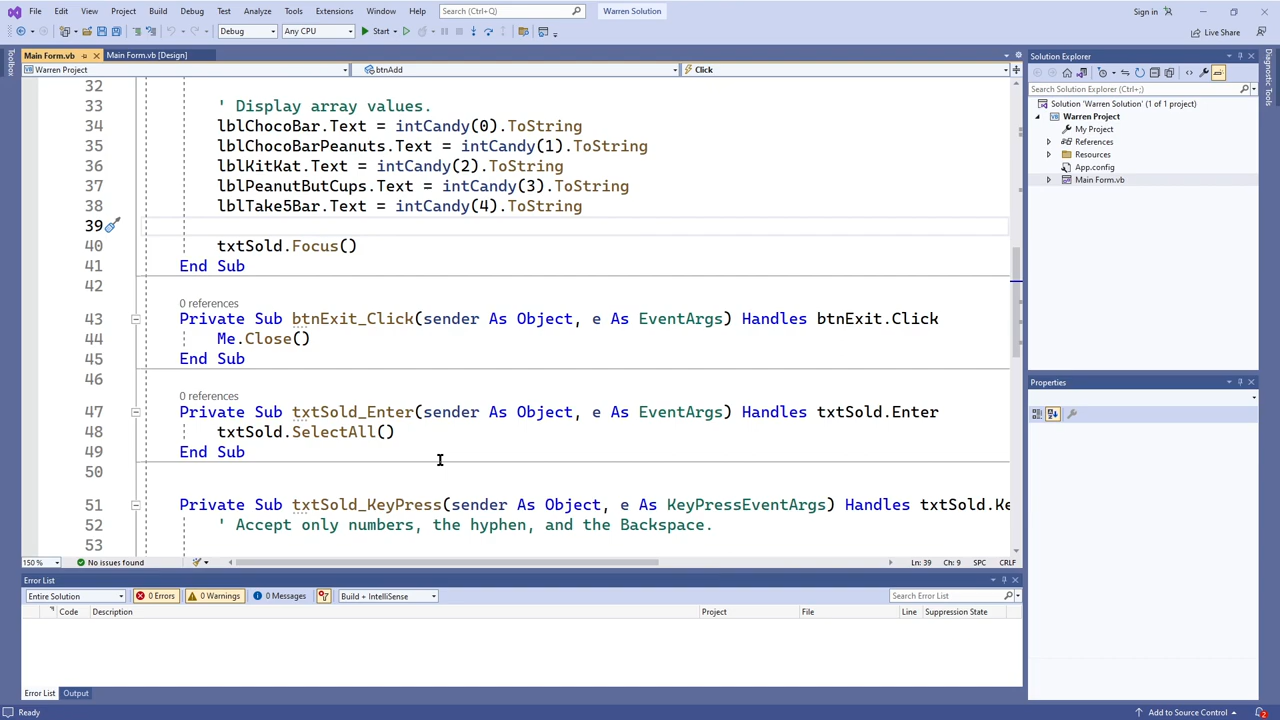 File Edit View Project Build Debug Test Analyze Tools Extensions Window Help Search (Ctrl+Q) Warren Solution Sign in
Debug Any CPU Start Live Share
Main Form.vb Main Form.vb [Design]
Warren Project btnAdd Click
32
33 ' Display array values.
34 lblChocoBar.Text = intCandy(0).ToString
35 lblChocoBarPeanuts.Text = intCandy(1).ToString
36 lblKitKat.Text = intCandy(2).ToString
37 lblPeanutButCups.Text = intCandy(3).ToString
38 lblTake5Bar.Text = intCandy(4).ToString
39
40 txtSold.Focus()
41 End Sub
42
0 references
43 Private Sub btnExit_Click(sender As Object, e As EventArgs) Handles btnExit.Click
44 Me.Close()
45 End Sub
46
0 references
47 Private Sub txtSold_Enter(sender As Object, e As EventArgs) Handles txtSold.Enter
48 txtSold.SelectAll()
49 End Sub
50
51 Private Sub txtSold_KeyPress(sender As Object, e As KeyPressEventArgs) Handles txtSold.Ke
52 ' Accept only numbers, the hyphen, and the Backspace.
53
150 % No issues found Ln: 39 Ch: 9 SPC CRLF
Error List
Entire Solution 0 Errors 0 Warnings 0 Messages Build + IntelliSense Search Error List
Code Description Project File Line Suppression State
Error List Output
Ready Add to Source Control 2
Toolbox
Solution Explorer
Search Solution Explorer (Ctrl+;)
Solution 'Warren Solution' (1 of 1 project)
Warren Project
My Project
References
Resources
App.config
Main Form.vb
Properties
Diagnostic Tools